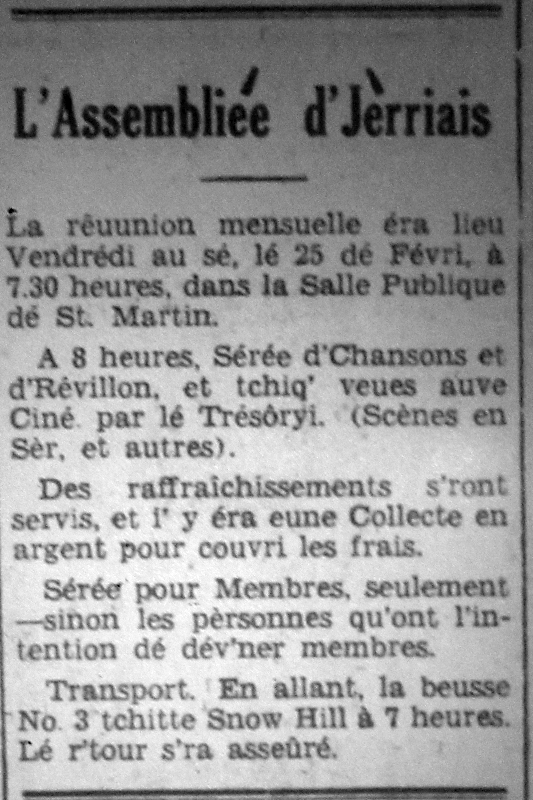 L'Assembliée d'Jèrriais
La rêuunion mensuelle éra lieu
Vendrédi au sé, lé 25 dé Févri, à
7.30 heures, dans la Salle Publique
dé St. Martin.
A 8 heures, Sérée d'Chansons et
d'Révillon, et tchiq' veues auve
Ciné par lé Trésôryi. (Scènes en
Sèr, et autres).
Des raffraîchissements s'ront
servis, et i' y éra eune Collecte en
argent pour couvri les frais.
Sérée pour Membres, seulement
—sinon les pèrsonnes qu'ont l'in-
tention dé dév'ner membres.
Transport. En allant, la beusse
No. 3 tchitte Snow Hill à 7 heures.
Lé r'tour s'ra asseûré.